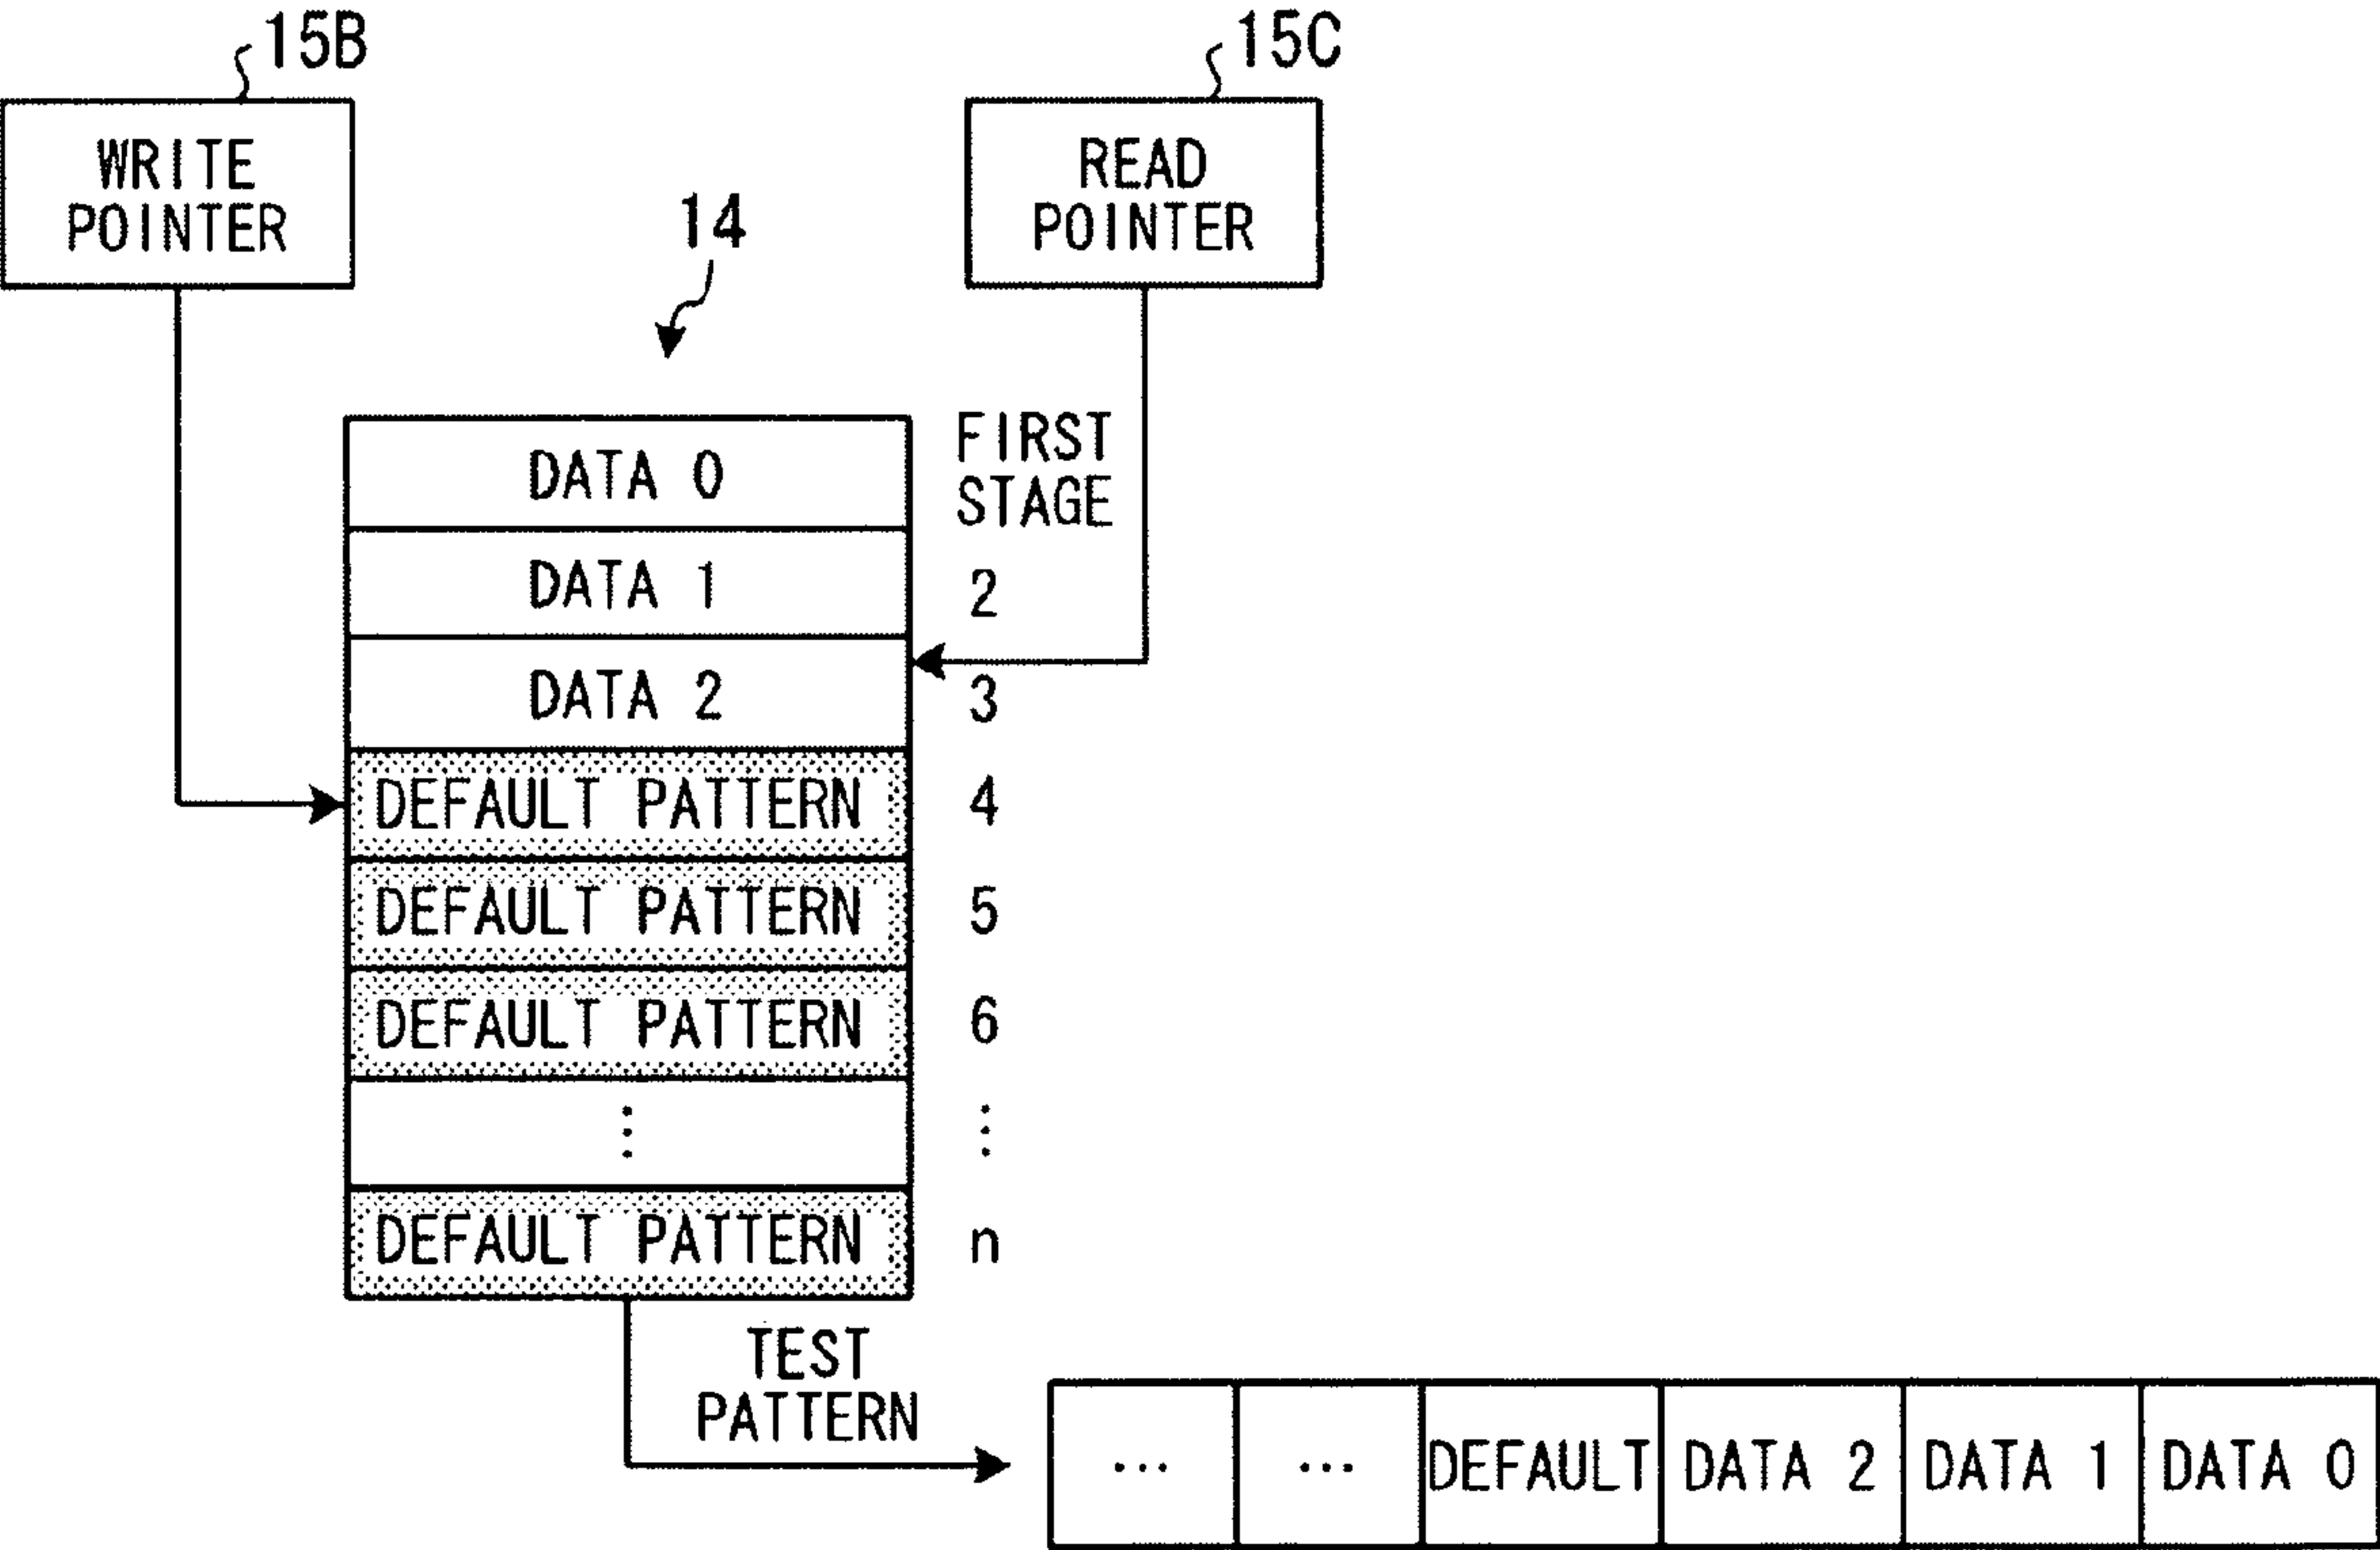 15B
15C
WRITE
POINTER
READ
POINTER
14
FIRST
STAGE
DATA 0
DATA 1
2
DATA 2
3
DEFAULT PATTERN
4
DEFAULT PATTERN
5
DEFAULT PATTERN
6
⋮
⋮
DEFAULT PATTERN
n
TEST
PATTERN
... ... DEFAULT DATA 2 DATA 1 DATA 0